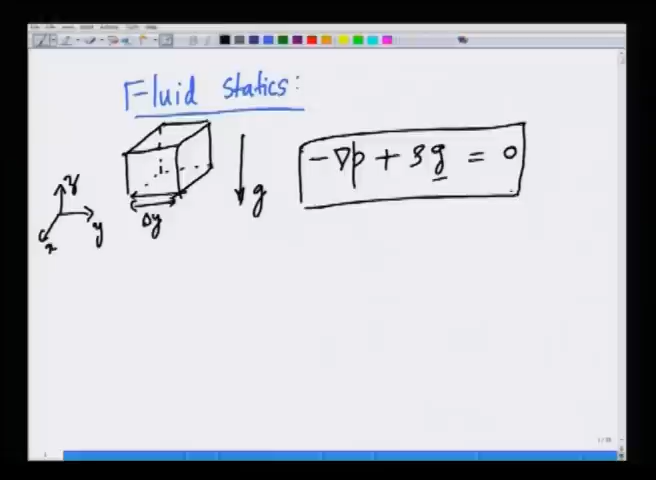 Fluid statics:
g
-∇p + ρg = 0
z
y
x
Δy